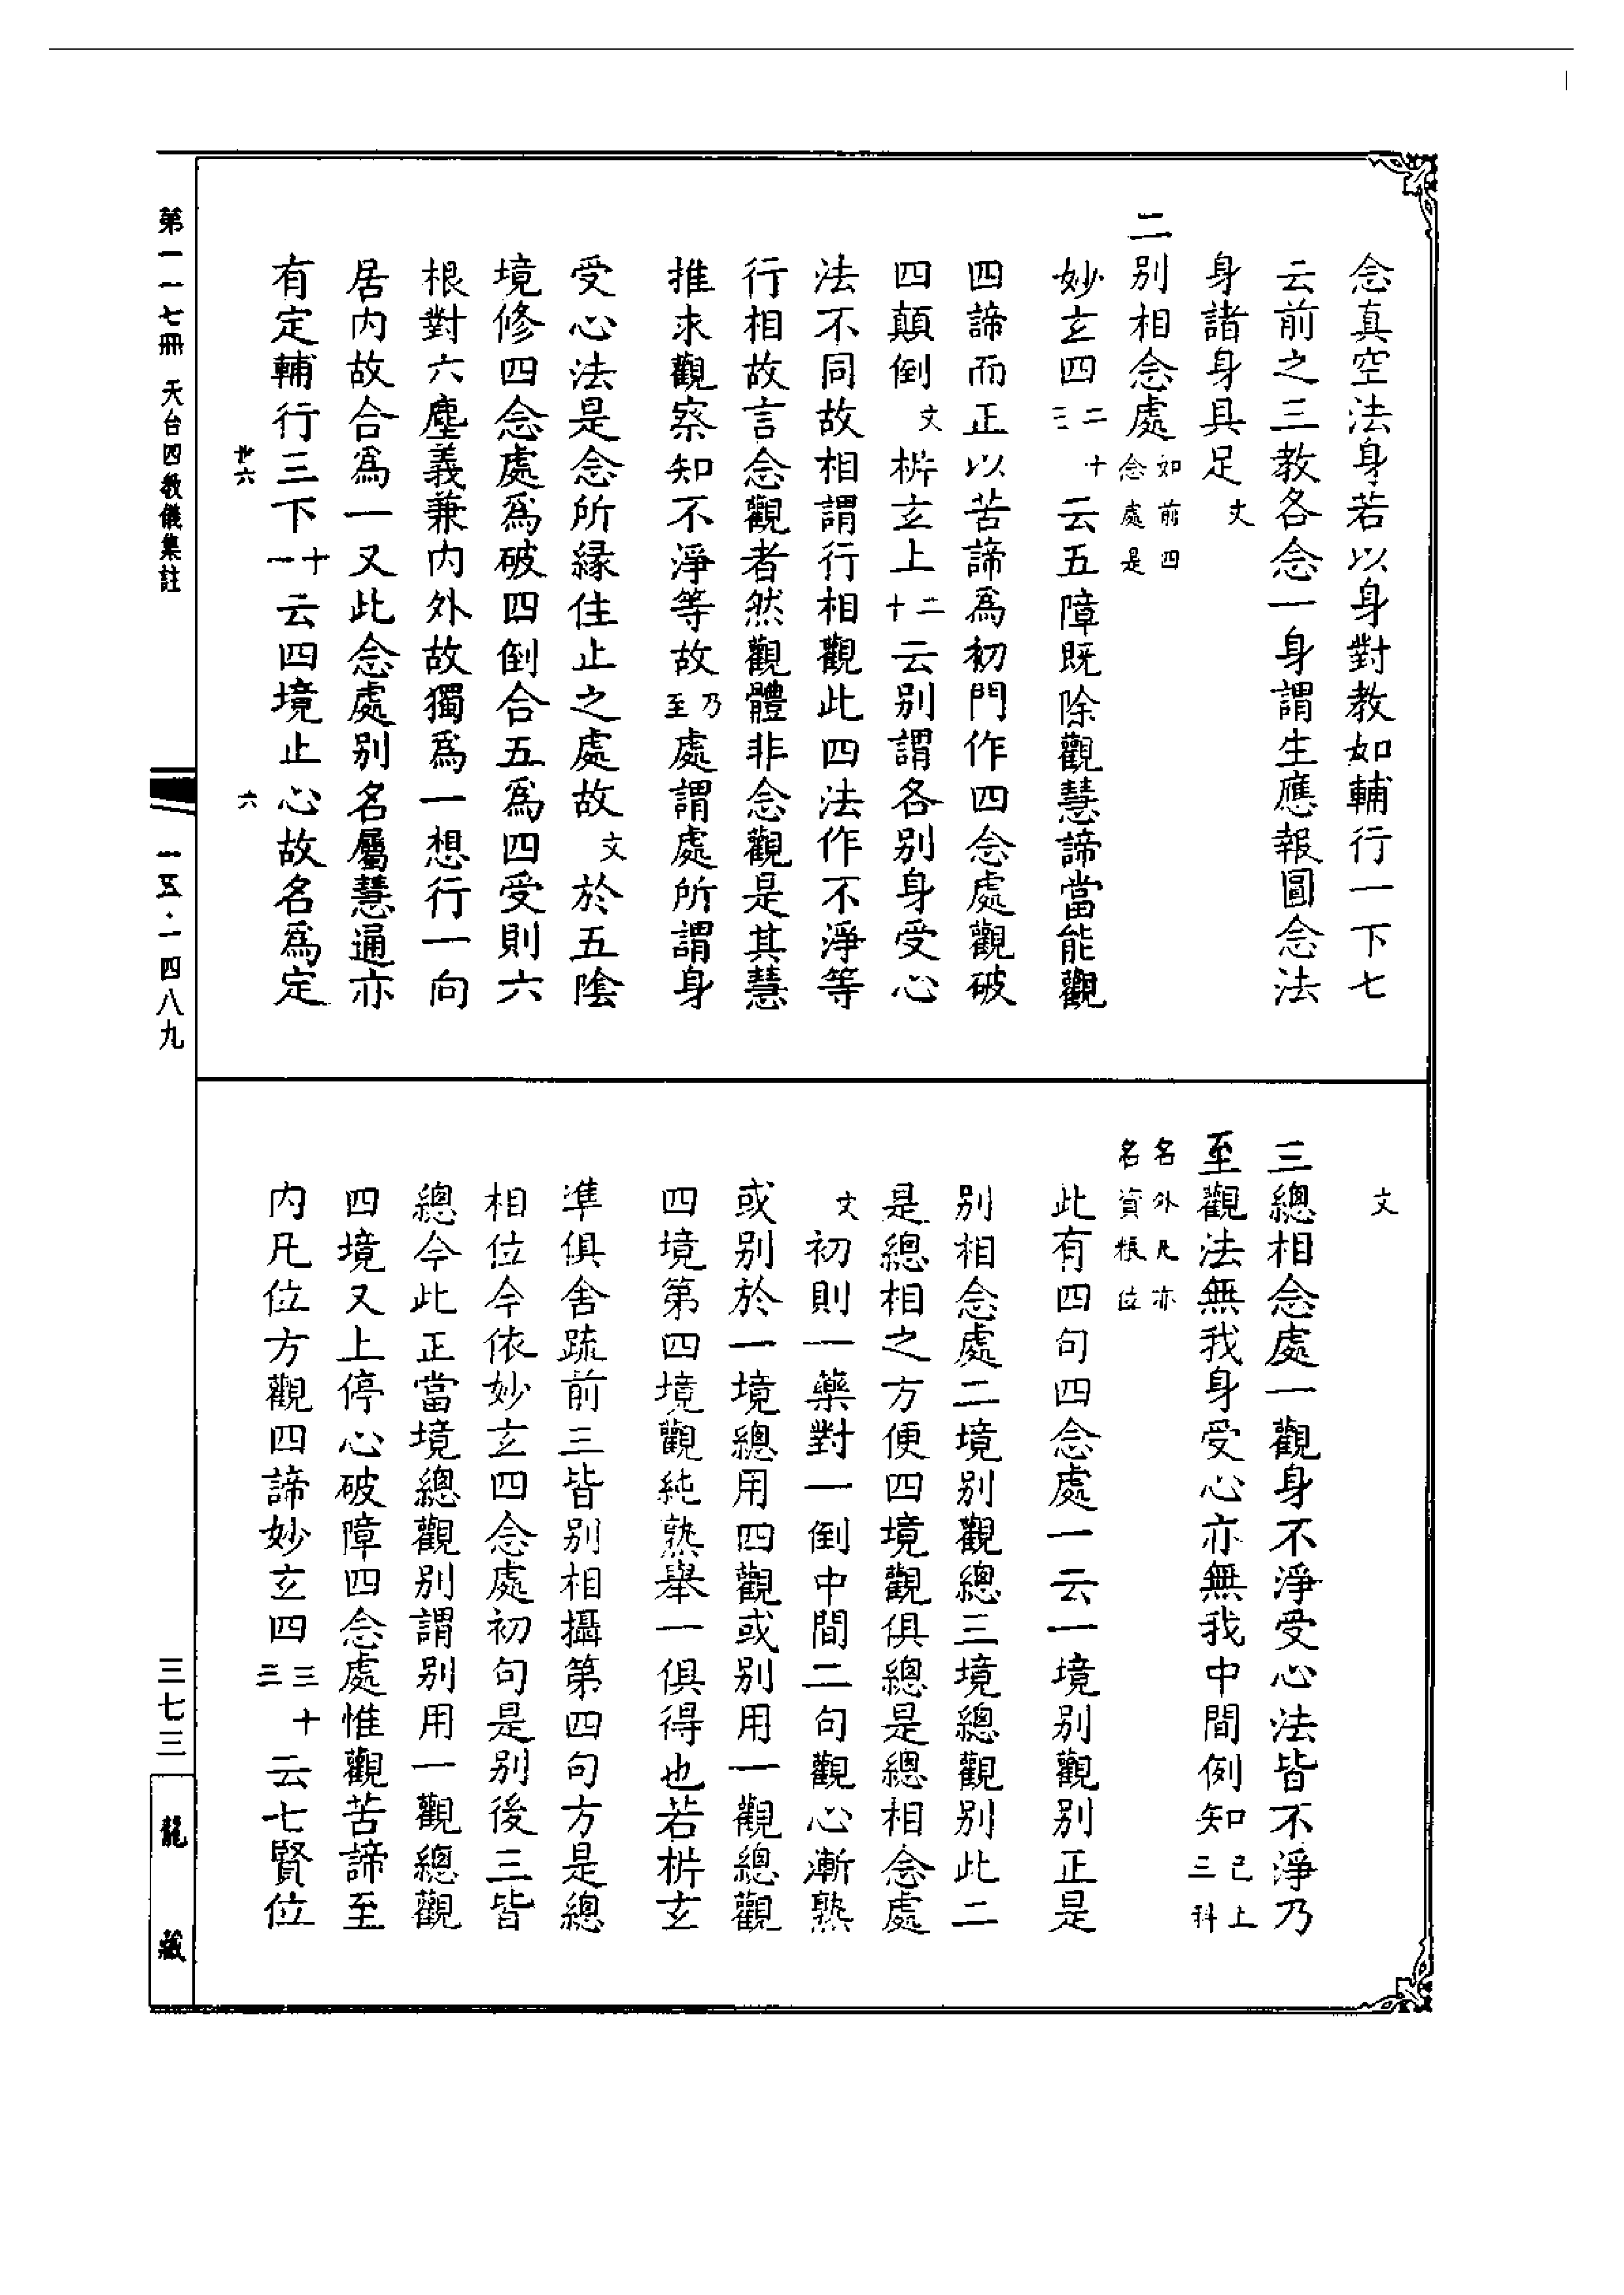 念真空法身若以身對教如輔行一下七
云前之三教各念一身謂生應報圓念法
身諸身具足文
二別相念處如前四念處是
妙玄四二十三云五障既除觀慧諦當能觀
四諦而正以苦諦為初門作四念處觀破
四顛倒文析玄上二十云別謂各別身受心
法不同故相謂行相觀此四法作不淨等
行相故言念觀者然觀體非念觀是其慧
推求觀察知不淨等故乃至處謂處所謂身
受心法是念所緣住止之處故文於五陰
境修四念處為破四倒合五為四受則六
根對六塵義兼內外故獨為一想行一向
居內故合為一又此念處別名屬慧通亦
有定輔行三下十一云四境止心故名為定
卅六
六
文
三總相念處一觀身不淨受心法皆不淨乃
至觀法無我身受心亦無我中間例知已上三科
名外凡亦名資糧位
此有四句四念處一云一境別觀別正是
別相念處二境別觀總三境總觀別此二
是總相之方便四境觀俱總是總相念處
文初則一藥對一倒中間二句觀心漸熟
或別於一境總用四觀或別用一觀總觀
四境第四境觀純熟舉一俱得也若析玄
準俱舍疏前三皆別相攝第四句方是總
相位今依妙玄四念處初句是別後三皆
總今此正當境總觀別謂別用一觀總觀
四境又上停心破障四念處惟觀苦諦至
內凡位方觀四諦妙玄四三十三云七賢位
第一一七冊 天台四教儀集註
一五·一四八九
三七三
龍藏